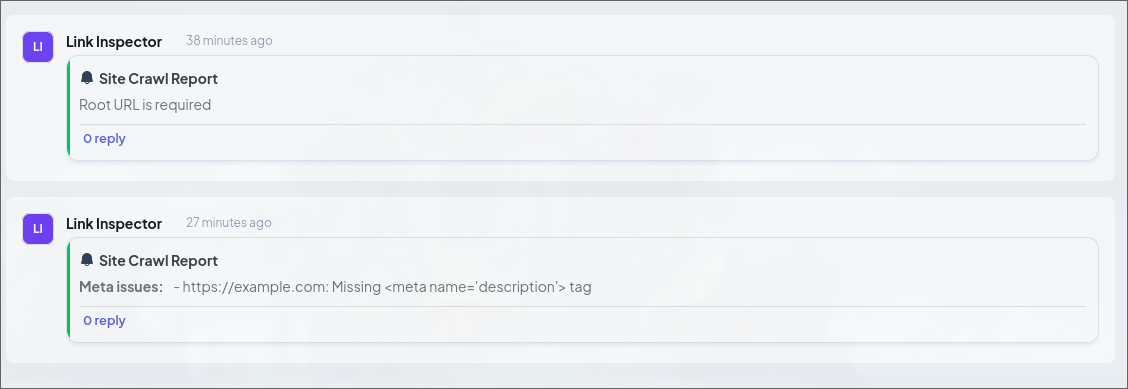 LI
Link Inspector 38 minutes ago
Site Crawl Report
Root URL is required
0 reply
LI
Link Inspector 27 minutes ago
Site Crawl Report
Meta issues: - https://example.com: Missing <meta name='description'> tag
0 reply